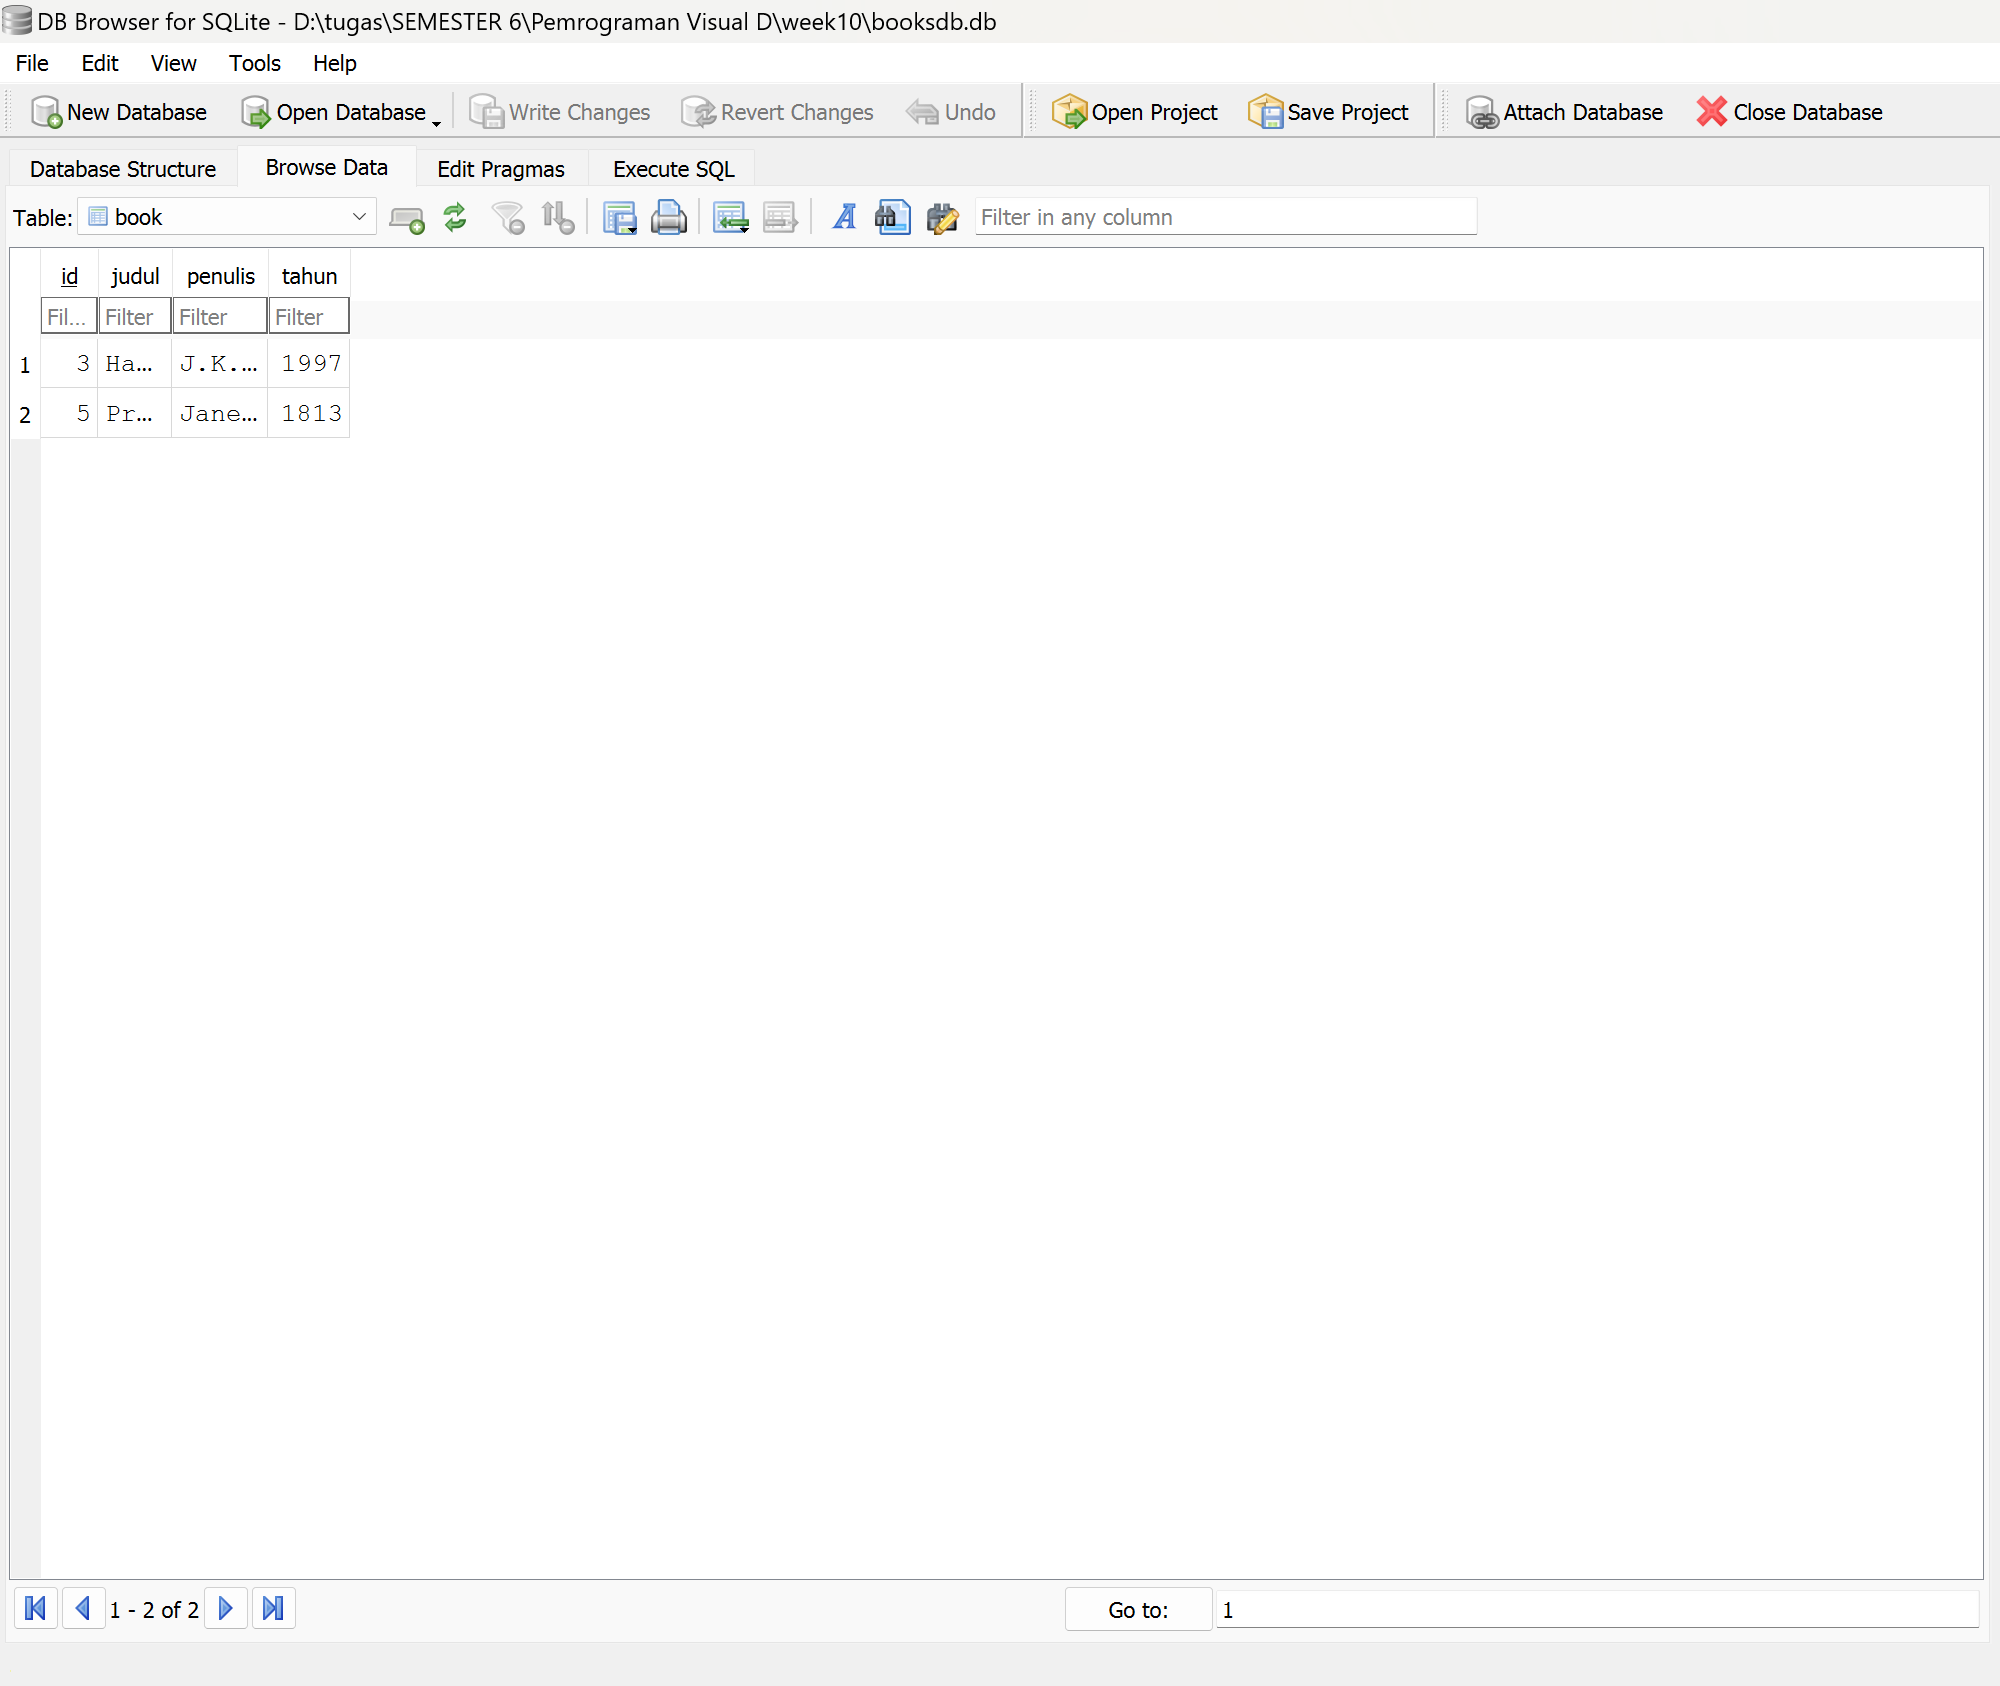 DB Browser for SQLite - D:\tugas\SEMESTER 6\Pemrograman Visual D\week10\booksdb.db
File Edit View Tools Help
New Database Open Database Write Changes Revert Changes Undo Open Project Save Project Attach Database Close Database
Database Structure Browse Data Edit Pragmas Execute SQL
Table: book Filter in any column
id judul penulis tahun
Fil... Filter Filter Filter
1 3 Ha... J.K.... 1997
2 5 Pr... Jane... 1813
1 - 2 of 2 Go to: 1